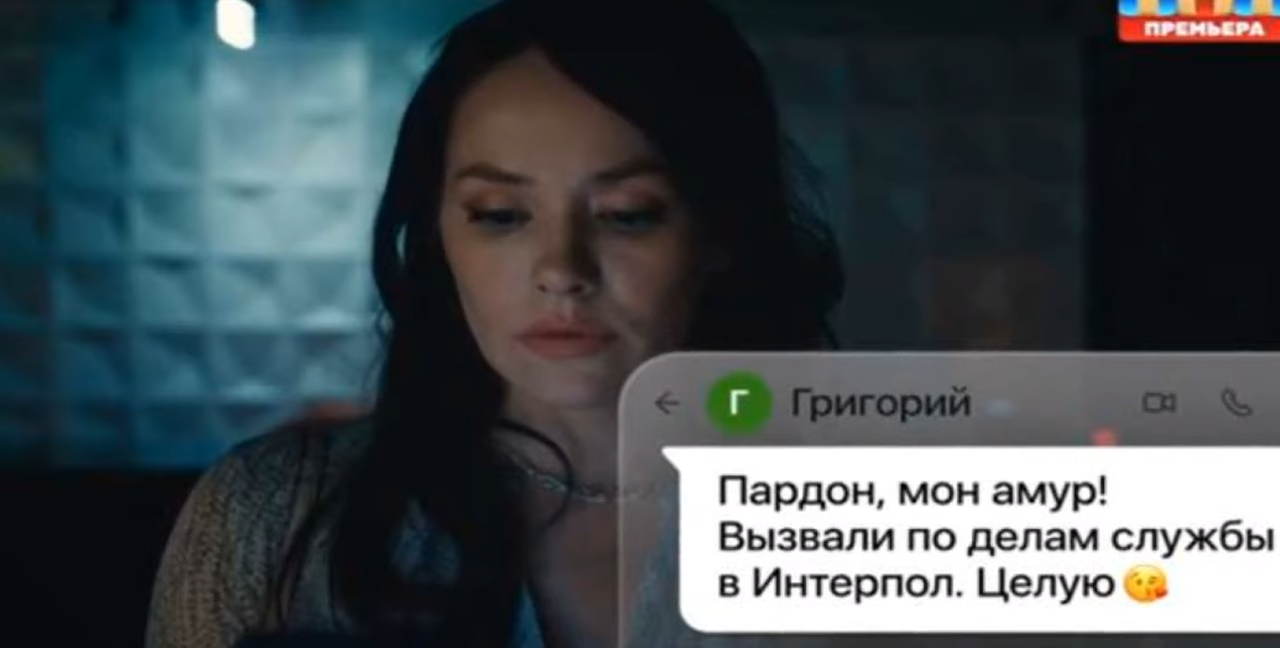 ПРЕМЬЕРА
Г Григорий
Пардон, мон амур!
Вызвали по делам службы
в Интерпол. Целую 😘